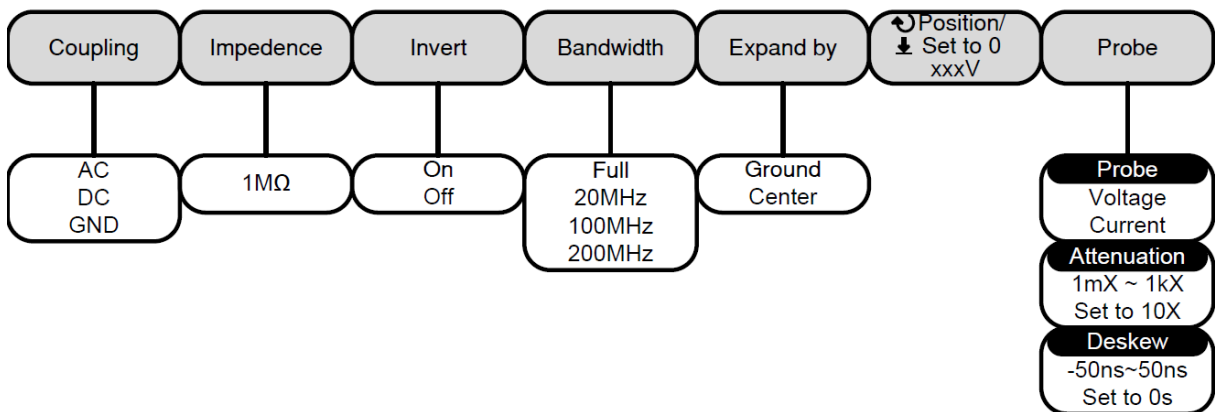 Coupling
Impedence
Invert
Bandwidth
Expand by
Position/
Set to 0
xxxV
Probe
AC
DC
GND
1MΩ
On
Off
Full
20MHz
100MHz
200MHz
Ground
Center
Probe
Voltage
Current
Attenuation
1mX ~ 1kX
Set to 10X
Deskew
-50ns~50ns
Set to 0s